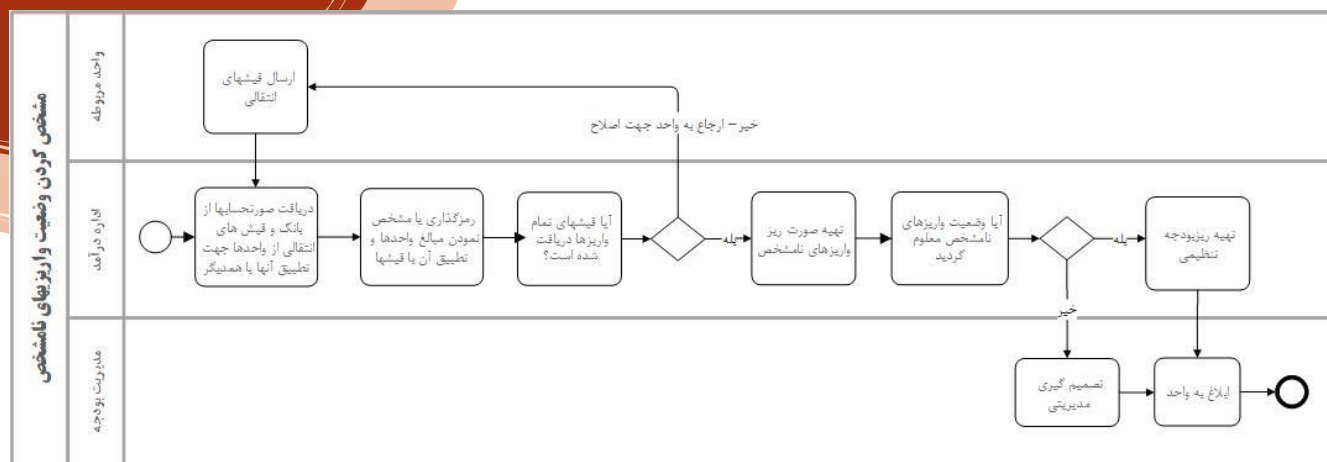 مشخص کردن وضعیت واریزیهای نامشخص
واحد مربوطه
ارسال فیشهای
انتقالی
خیر – ارجاع به واحد جهت اصلاح
اداره درآمد
دریافت صورتحسابها از
بانک و فیش های
انتقالی از واحدها جهت
تطبیق آنها با همدیگر
رمزگذاری یا مشخص
نمودن مبالغ واحدها و
تطبیق آن با فیشها
آیا فیشهای تمام
واریزها دریافت
شده است؟
بله
تهیه صورت ریز
واریزهای نامشخص
آیا وضعیت واریزهای
نامشخص معلوم
گردید
بله
تهیه ریزبودجه
تنظیمی
خیر
مدیریت بودجه
تصمیم گیری
مدیریتی
ابلاغ به واحد